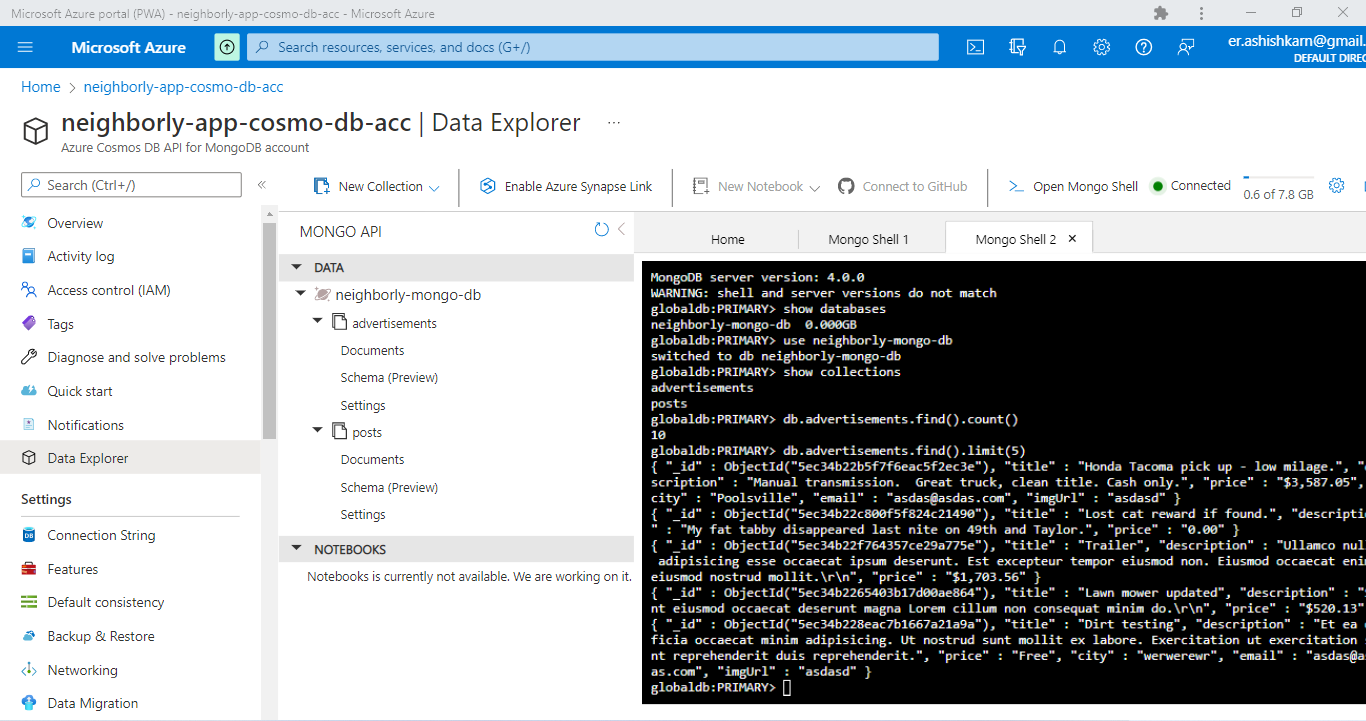 Microsoft Azure portal (PWA) - neighborly-app-cosmo-db-acc - Microsoft Azure
Microsoft Azure
Search resources, services, and docs (G+/)
er.ashishkarn@gmail.
DEFAULT DIREC
Home > neighborly-app-cosmo-db-acc
neighborly-app-cosmo-db-acc | Data Explorer ...
Azure Cosmos DB API for MongoDB account
Search (Ctrl+/)
«
Overview
Activity log
Access control (IAM)
Tags
Diagnose and solve problems
Quick start
Notifications
Data Explorer
Settings
Connection String
Features
Default consistency
Backup & Restore
Networking
Data Migration
New Collection
Enable Azure Synapse Link
New Notebook
Connect to GitHub
Open Mongo Shell
Connected
0.6 of 7.8 GB
MONGO API
DATA
neighborly-mongo-db
advertisements
Documents
Schema (Preview)
Settings
posts
Documents
Schema (Preview)
Settings
NOTEBOOKS
Notebooks is currently not available. We are working on it.
Home
Mongo Shell 1
Mongo Shell 2
MongoDB server version: 4.0.0
WARNING: shell and server versions do not match
globaldb:PRIMARY> show databases
neighborly-mongo-db  0.000GB
globaldb:PRIMARY> use neighborly-mongo-db
switched to db neighborly-mongo-db
globaldb:PRIMARY> show collections
advertisements
posts
globaldb:PRIMARY> db.advertisements.find().count()
10
globaldb:PRIMARY> db.advertisements.find().limit(5)
{ "_id" : ObjectId("5ec34b22b5f7f6eac5f2ec3e"), "title" : "Honda Tacoma pick up - low milage.",
scription" : "Manual transmission.  Great truck, clean title. Cash only.", "price" : "$3,587.05",
city" : "Poolsville", "email" : "asdas@asdas.com", "imgUrl" : "asdasd" }
{ "_id" : ObjectId("5ec34b22c800f5f824c21490"), "title" : "Lost cat reward if found.", "descripti
" : "My fat tabby disappeared last nite on 49th and Taylor.", "price" : "0.00" }
{ "_id" : ObjectId("5ec34b22f764357ce29a775e"), "title" : "Trailer", "description" : "Ullamco nul
adipisicing esse occaecat ipsum deserunt. Est excepteur tempor eiusmod non. Eiusmod occaecat eni
eiusmod nostrud mollit.\r\n", "price" : "$1,703.56" }
{ "_id" : ObjectId("5ec34b2265403b17d00ae864"), "title" : "Lawn mower updated", "description" :
nt eiusmod occaecat deserunt magna Lorem cillum non consequat minim do.\r\n", "price" : "$520.13"
{ "_id" : ObjectId("5ec34b228eac7b1667a21a9a"), "title" : "Dirt testing", "description" : "Et ea
ficia occaecat minim adipisicing. Ut nostrud sunt mollit ex labore. Exercitation ut exercitation
nt reprehenderit duis reprehenderit.", "price" : "Free", "city" : "werwerewr", "email" : "asdas@a
as.com", "imgUrl" : "asdasd" }
globaldb:PRIMARY>